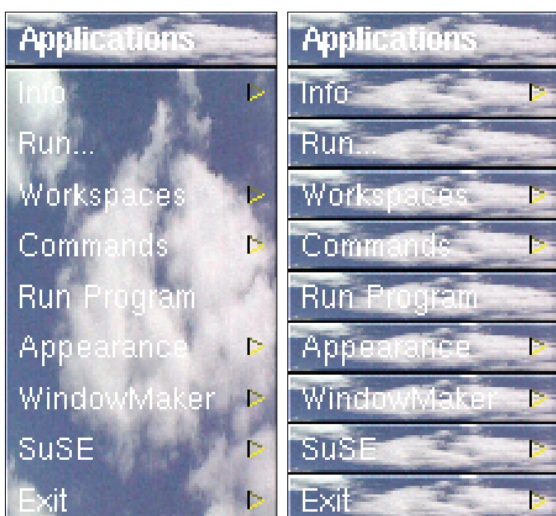 Applications
Info
Run...
Workspaces
Commands
Run Program
Appearance
WindowMaker
SuSE
Exit
Applications
Info
Run...
Workspaces
Commands
Run Program
Appearance
WindowMaker
SuSE
Exit